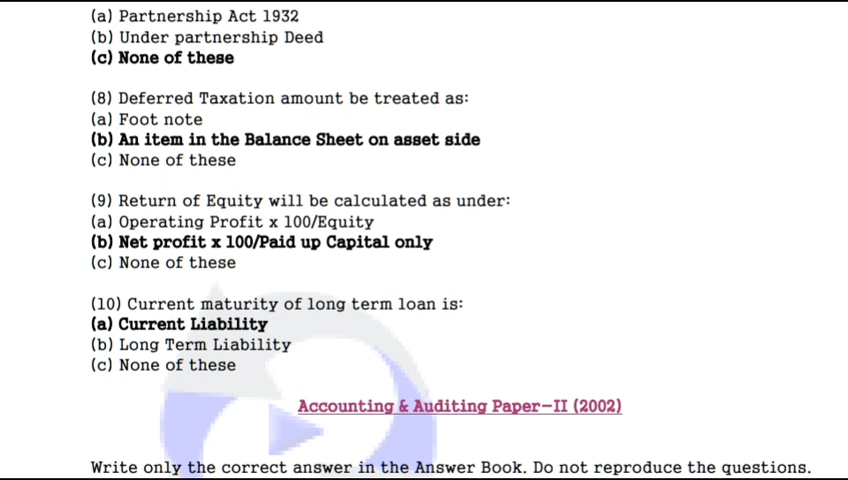 (a) Partnership Act 1932
(b) Under partnership Deed
(c) None of these
(8) Deferred Taxation amount be treated as:
(a) Foot note
(b) An item in the Balance Sheet on asset side
(c) None of these
(9) Return of Equity will be calculated as under:
(a) Operating Profit x 100/Equity
(b) Net profit x 100/Paid up Capital only
(c) None of these
(10) Current maturity of long term loan is:
(a) Current Liability
(b) Long Term Liability
(c) None of these
Accounting & Auditing Paper-II (2002)
Write only the correct answer in the Answer Book. Do not reproduce the questions.